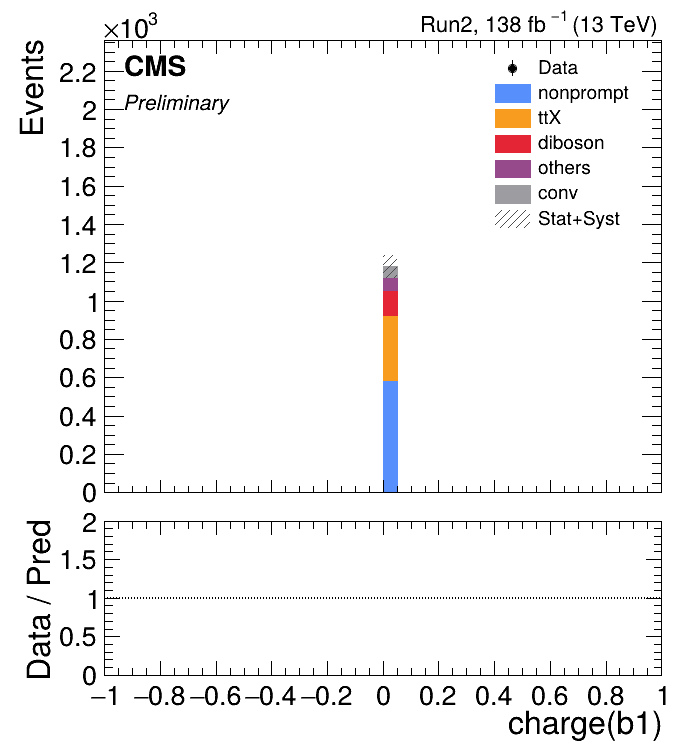 ×10³
Run2, 138 fb⁻¹ (13 TeV)
Events
CMS
Preliminary
Data
nonprompt
ttX
diboson
others
conv
Stat+Syst
2.2
2
1.8
1.6
1.4
1.2
1
0.8
0.6
0.4
0.2
0
Data / Pred
2
1.5
1
0.5
0
−1 −0.8 −0.6 −0.4 −0.2 0 0.2 0.4 0.6 0.8 1
charge(b1)